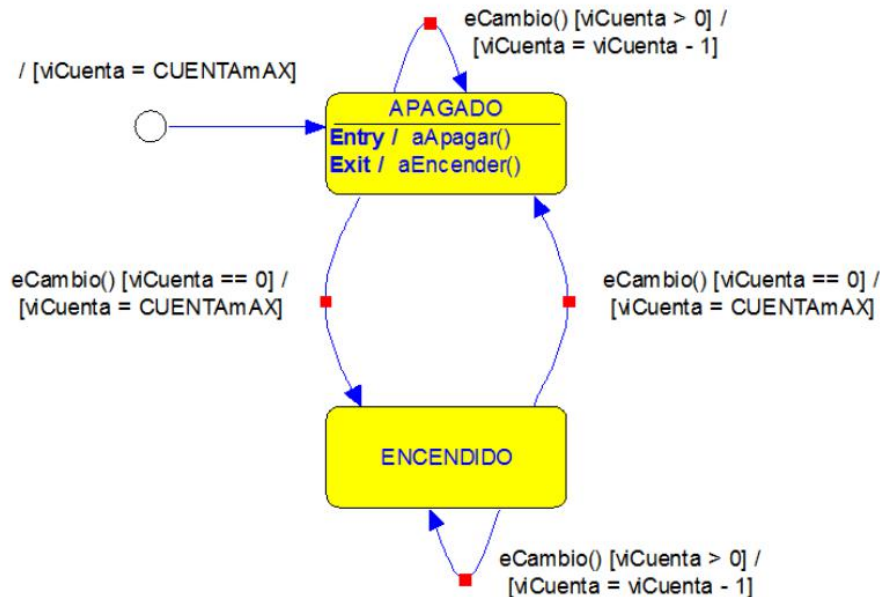 eCambio() [viCuenta > 0] /
[viCuenta = viCuenta - 1]
/ [viCuenta = CUENTAmAX]
APAGADO
Entry / aApagar()
Exit / aEncender()
eCambio() [viCuenta == 0] /
[viCuenta = CUENTAmAX]
eCambio() [viCuenta == 0] /
[viCuenta = CUENTAmAX]
ENCENDIDO
eCambio() [viCuenta > 0] /
[viCuenta = viCuenta - 1]